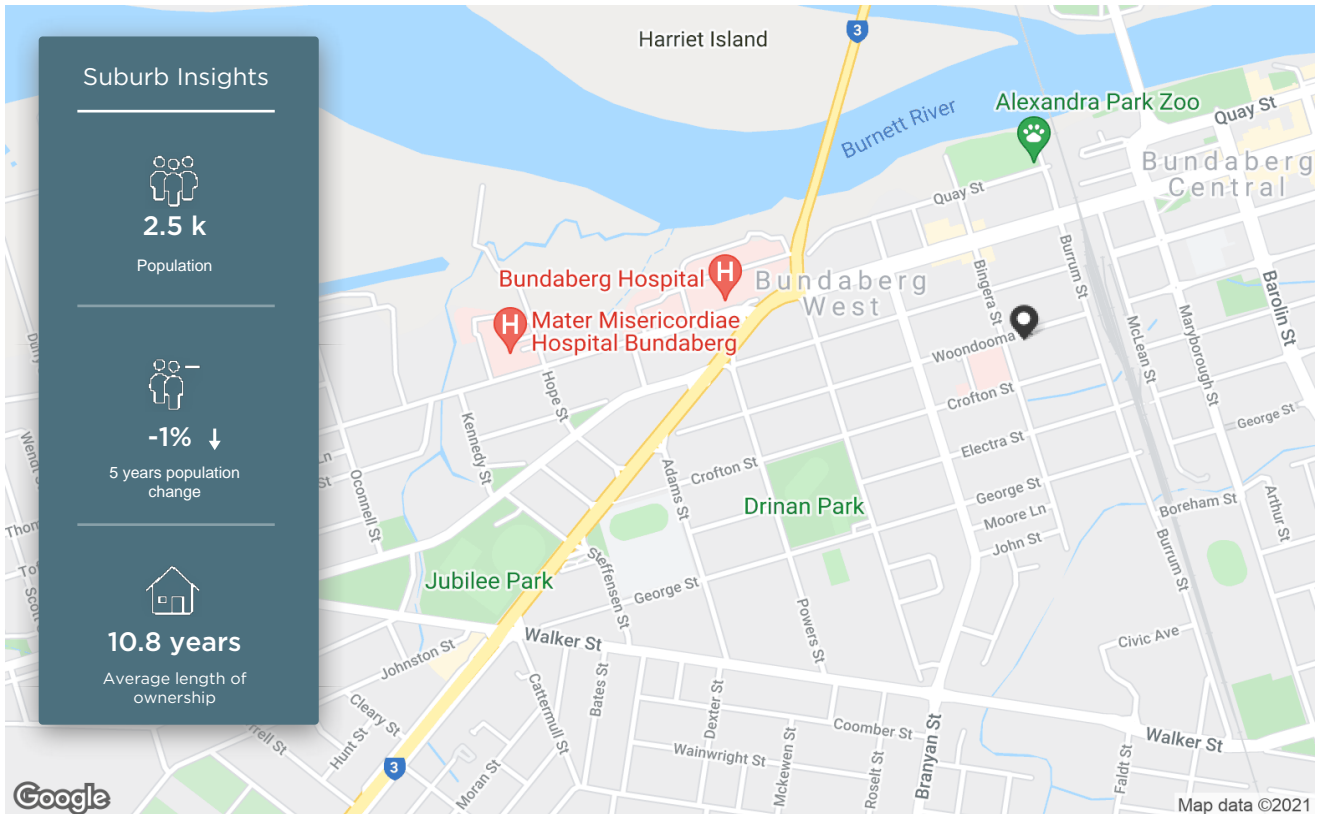 Suburb Insights
2.5 k
Population
-1%
5 years population
change
10.8 years
Average length of
ownership
Harriet Island
3
Burnett River
Alexandra Park Zoo
Quay St
Bundaberg
Central
Quay St
Bundaberg Hospital
H
Bundaberg
West
H
Mater Misericordiae
Hospital Bundaberg
Bingera St
Burrum St
Barolin St
McLean St
Maryborough St
Woondooma
Crofton St
Hope St
Kennedy St
George St
Electra St
Oconnell St
Adams St
Crofton St
Drinan Park
George St
Moore Ln
John St
Boreham St
Arthur St
Burrum St
Wendt St
Ln
St
Jubilee Park
Steffensen St
George St
Powers St
Walker St
Civic Ave
Johnston St
Bates St
Cattermull St
Dexter St
Cleary St
Hunt St
Coomber St
Branyan St
Walker St
Wainwright St
Mckewen St
Roselt St
Faldt St
Moran St
3
Google
Map data ©2021